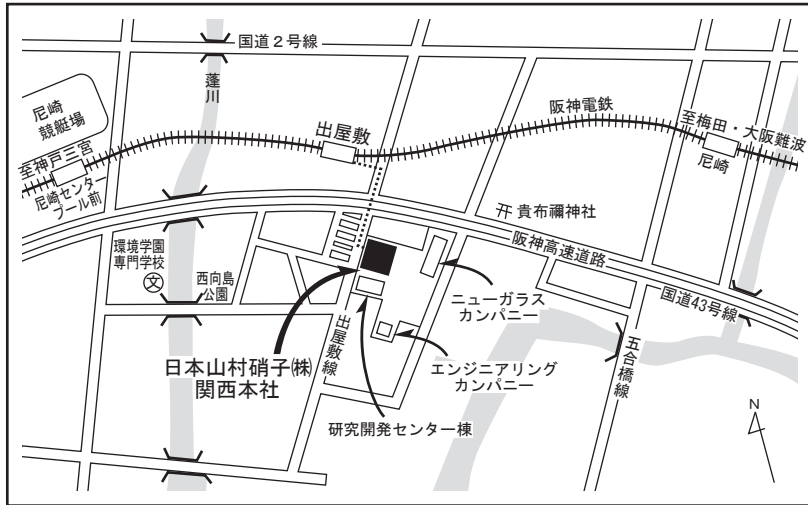 国道２号線
蓬川
尼崎
競艇場
出屋敷
阪神電鉄
至梅田・大阪難波
尼崎
至神戸三宮
尼崎センター
プール前
貴布禰神社
阪神高速道路
国道43号線
環境学園
専門学校
文
西向島
公園
ニューガラス
カンパニー
出屋敷線
五合橋線
日本山村硝子㈱
関西本社
エンジニアリング
カンパニー
研究開発センター棟
N